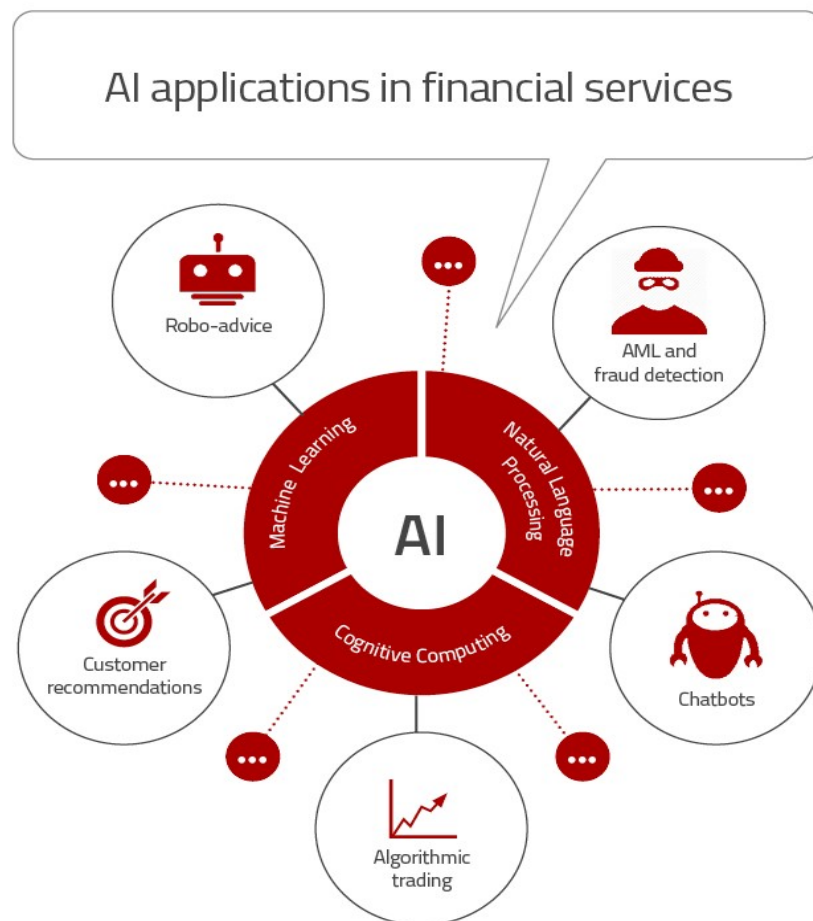 AI applications in financial services
Robo-advice
AML and
fraud detection
Machine Learning
Natural Language
Processing
AI
Cognitive Computing
Customer
recommendations
Chatbots
Algorithmic
trading